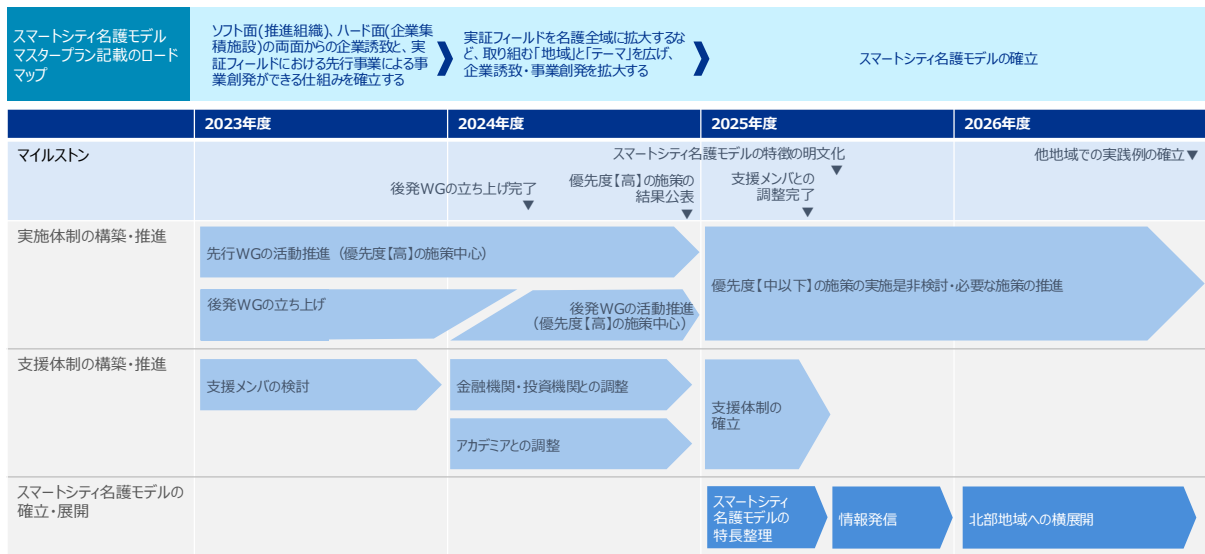 スマートシティ名護モデル
マスタープラン記載のロード
マップ
ソフト面(推進組織)、ハード面(企業集
積施設)の両面からの企業誘致と、実
証フィールドにおける先行事業による事
業創発ができる仕組みを確立する
実証フィールドを名護全域に拡大するな
ど、取り組む「地域」と「テーマ」を広げ、
企業誘致・事業創発を拡大する
スマートシティ名護モデルの確立
2023年度
2024年度
2025年度
2026年度
マイルストン
スマートシティ名護モデルの特徴の明文化
▼
他地域での実践例の確立▼
後発WGの立ち上げ完了
▼
優先度【高】の施策の
結果公表
▼
支援メンバとの
調整完了
▼
実施体制の構築・推進
先行WGの活動推進（優先度【高】の施策中心）
後発WGの立ち上げ
後発WGの活動推進
（優先度【高】の施策中心）
優先度【中以下】の施策の実施是非検討・必要な施策の推進
支援体制の構築・推進
支援メンバの検討
金融機関・投資機関との調整
アカデミアとの調整
支援体制の
確立
スマートシティ名護モデルの
確立・展開
スマートシティ
名護モデルの
特長整理
情報発信
北部地域への横展開